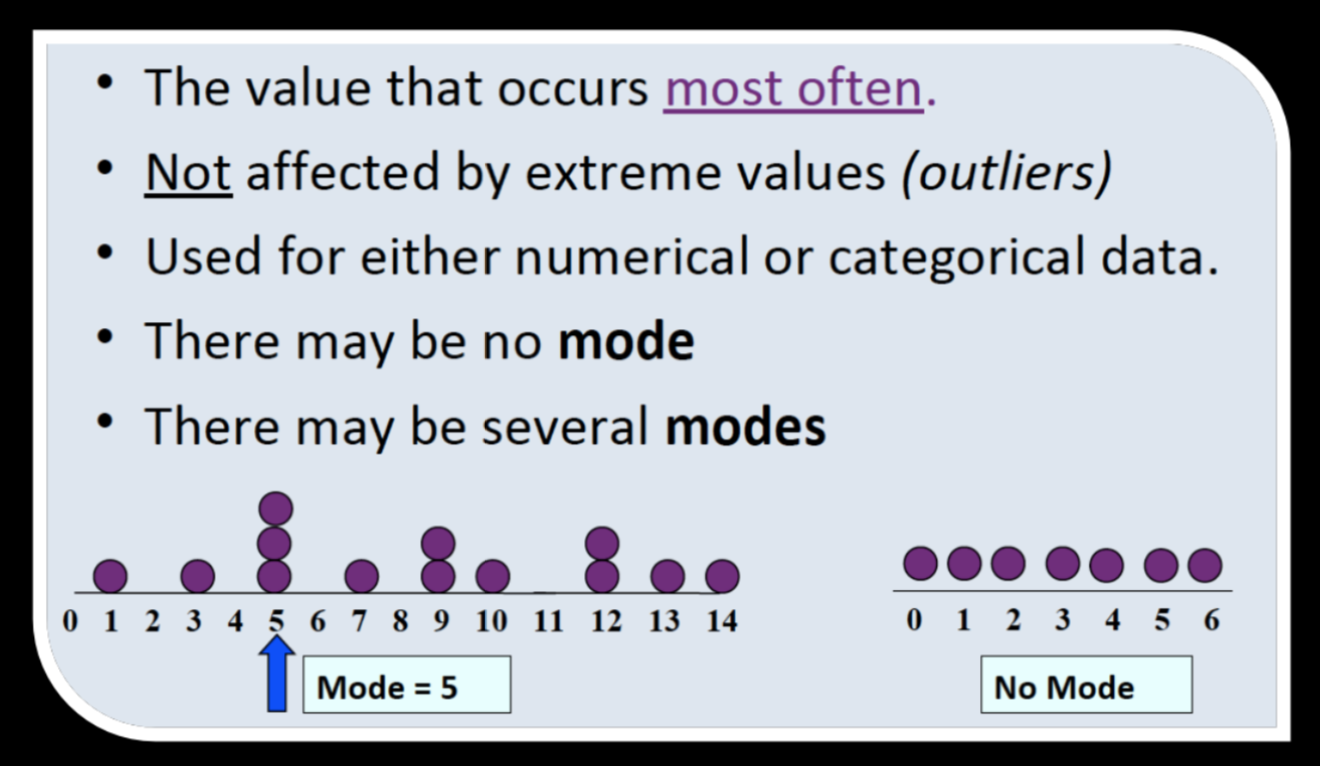 • The value that occurs most often.
• Not affected by extreme values (outliers)
• Used for either numerical or categorical data.
• There may be no mode
• There may be several modes
0 1 2 3 4 5 6 7 8 9 10 11 12 13 14
Mode = 5
0 1 2 3 4 5 6
No Mode